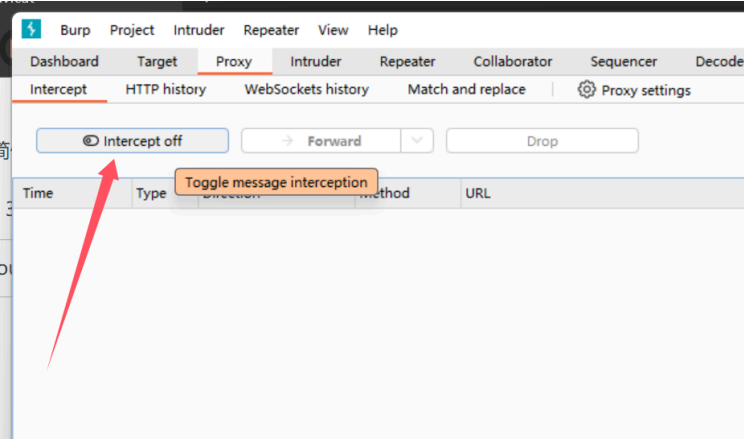 Burp Project Intruder Repeater View Help
Dashboard Target Proxy Intruder Repeater Collaborator Sequencer Decode
Intercept HTTP history WebSockets history Match and replace Proxy settings
Intercept off Forward Drop
Toggle message interception
Time Type Direction Method URL